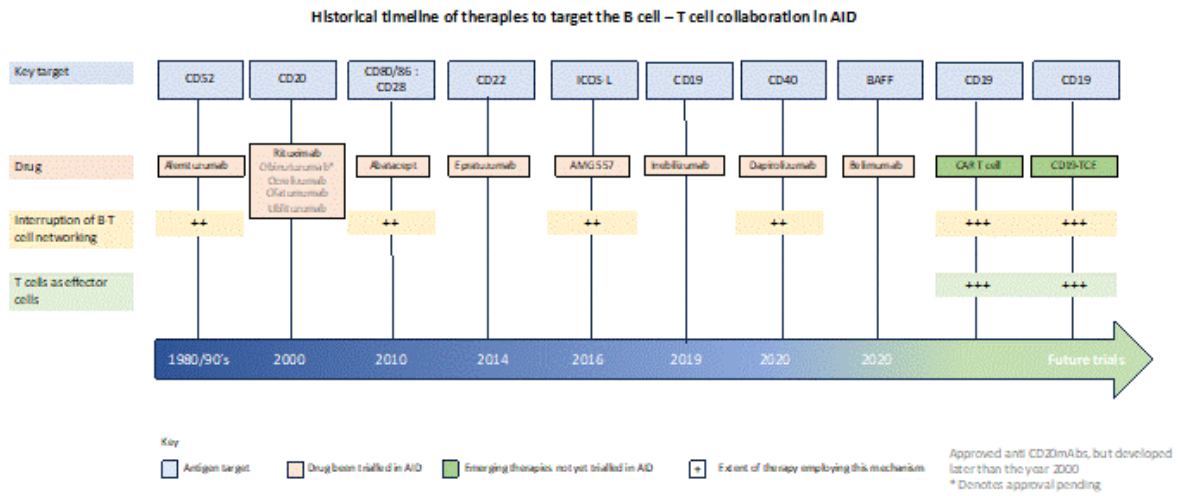 Historical timeline of therapies to target the B cell – T cell collaboration in AID
Key target
CD52
CD20
CD80/86 :
CD28
CD22
ICOS L
CD19
CD40
BAFF
CD19
CD19
Drug
Alemtuzumab
Rituximab
Obinutuzumab*
Ocrelizumab
Ofatumumab
Ublituximab
Abatacept
Epratuzumab
AMG557
Inebilizumab
Dapirolizumab
Belimumab
CAR T cell
CD19-TCE
Interruption of B T
cell networking
++
++
++
++
+++
+++
T cells as effector
cells
+++
+++
1980/90's
2000
2010
2014
2016
2019
2020
2020
Future trials
Key
Antigen target
Drug been trialled in AID
Emerging therapies not yet trialled in AID
+
Extent of therapy employing this mechanism
Approved anti CD20mAbs, but developed
later than the year 2000
* Denotes approval pending